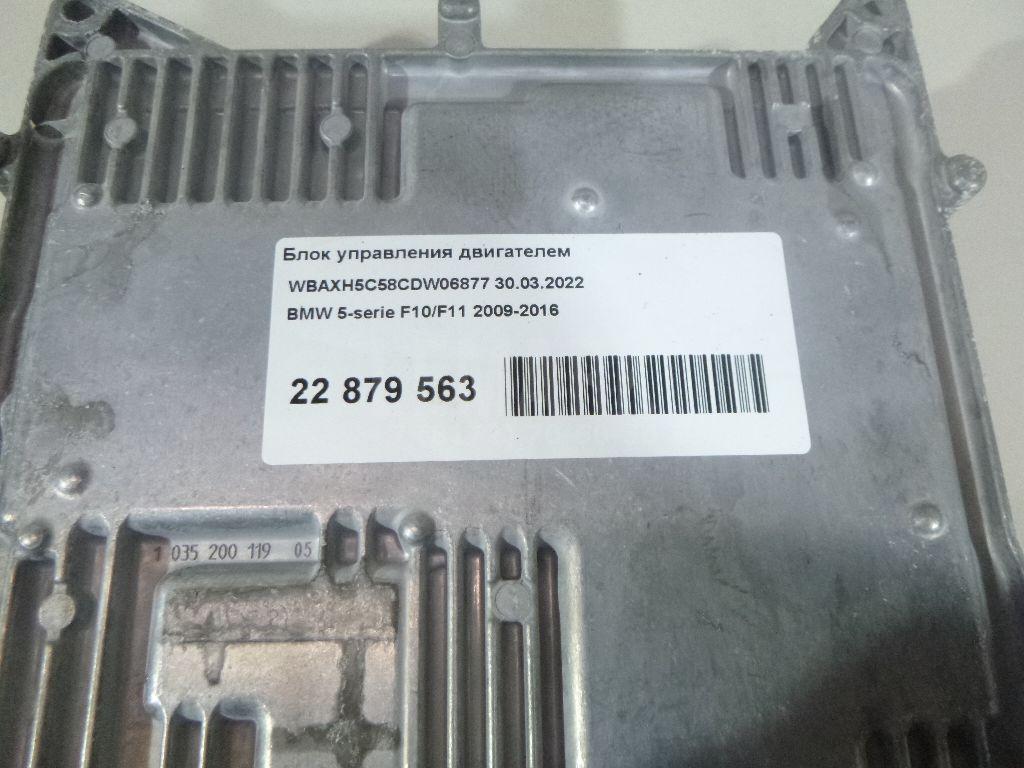 Блок управления двигателем
WBAXH5C58CDW06877 30.03.2022
BMW 5-serie F10/F11 2009-2016
22 879 563
1 035 200 119 05